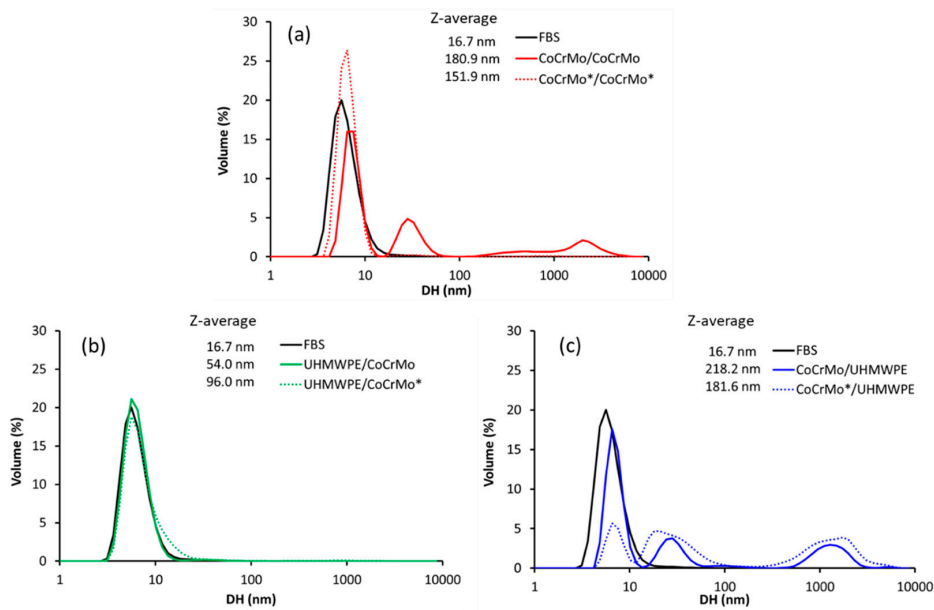 (a)
Z-average
16.7 nm FBS
180.9 nm CoCrMo/CoCrMo
151.9 nm CoCrMo*/CoCrMo*
Volume (%)
30
25
20
15
10
5
0
1 10 100 1000 10000
DH (nm)
(b)
Z-average
16.7 nm FBS
54.0 nm UHMWPE/CoCrMo
96.0 nm UHMWPE/CoCrMo*
Volume (%)
30
25
20
15
10
5
0
1 10 1000 10000
DH (nm)
(c)
Z-average
16.7 nm FBS
218.2 nm CoCrMo/UHMWPE
181.6 nm CoCrMo*/UHMWPE
Volume (%)
30
25
20
15
10
5
0
1 10 100 1000 10000
DH (nm)